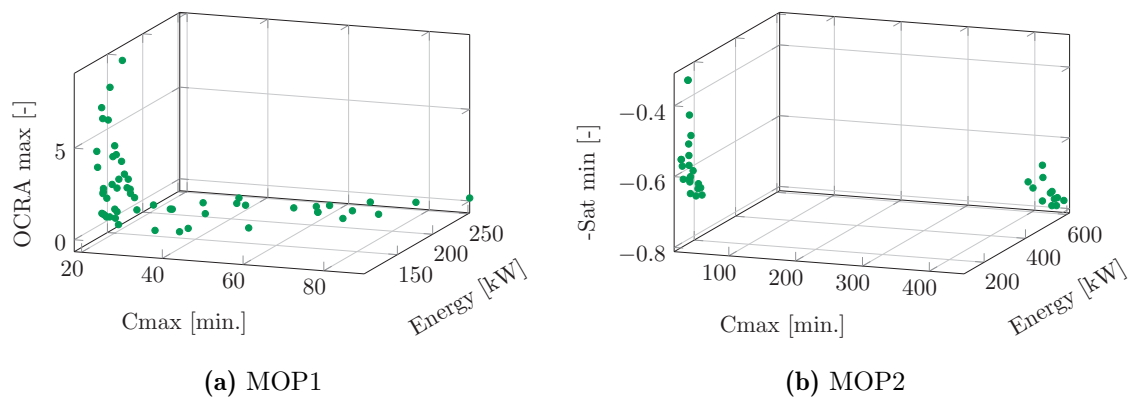 OCRA max [-]
5
0
20
40
60
80
150
200
250
Cmax [min.]
Energy [kW]
(a) MOP1
-Sat min [-]
−0.4
−0.6
−0.8
100
200
300
400
200
400
600
Cmax [min.]
Energy [kW]
(b) MOP2